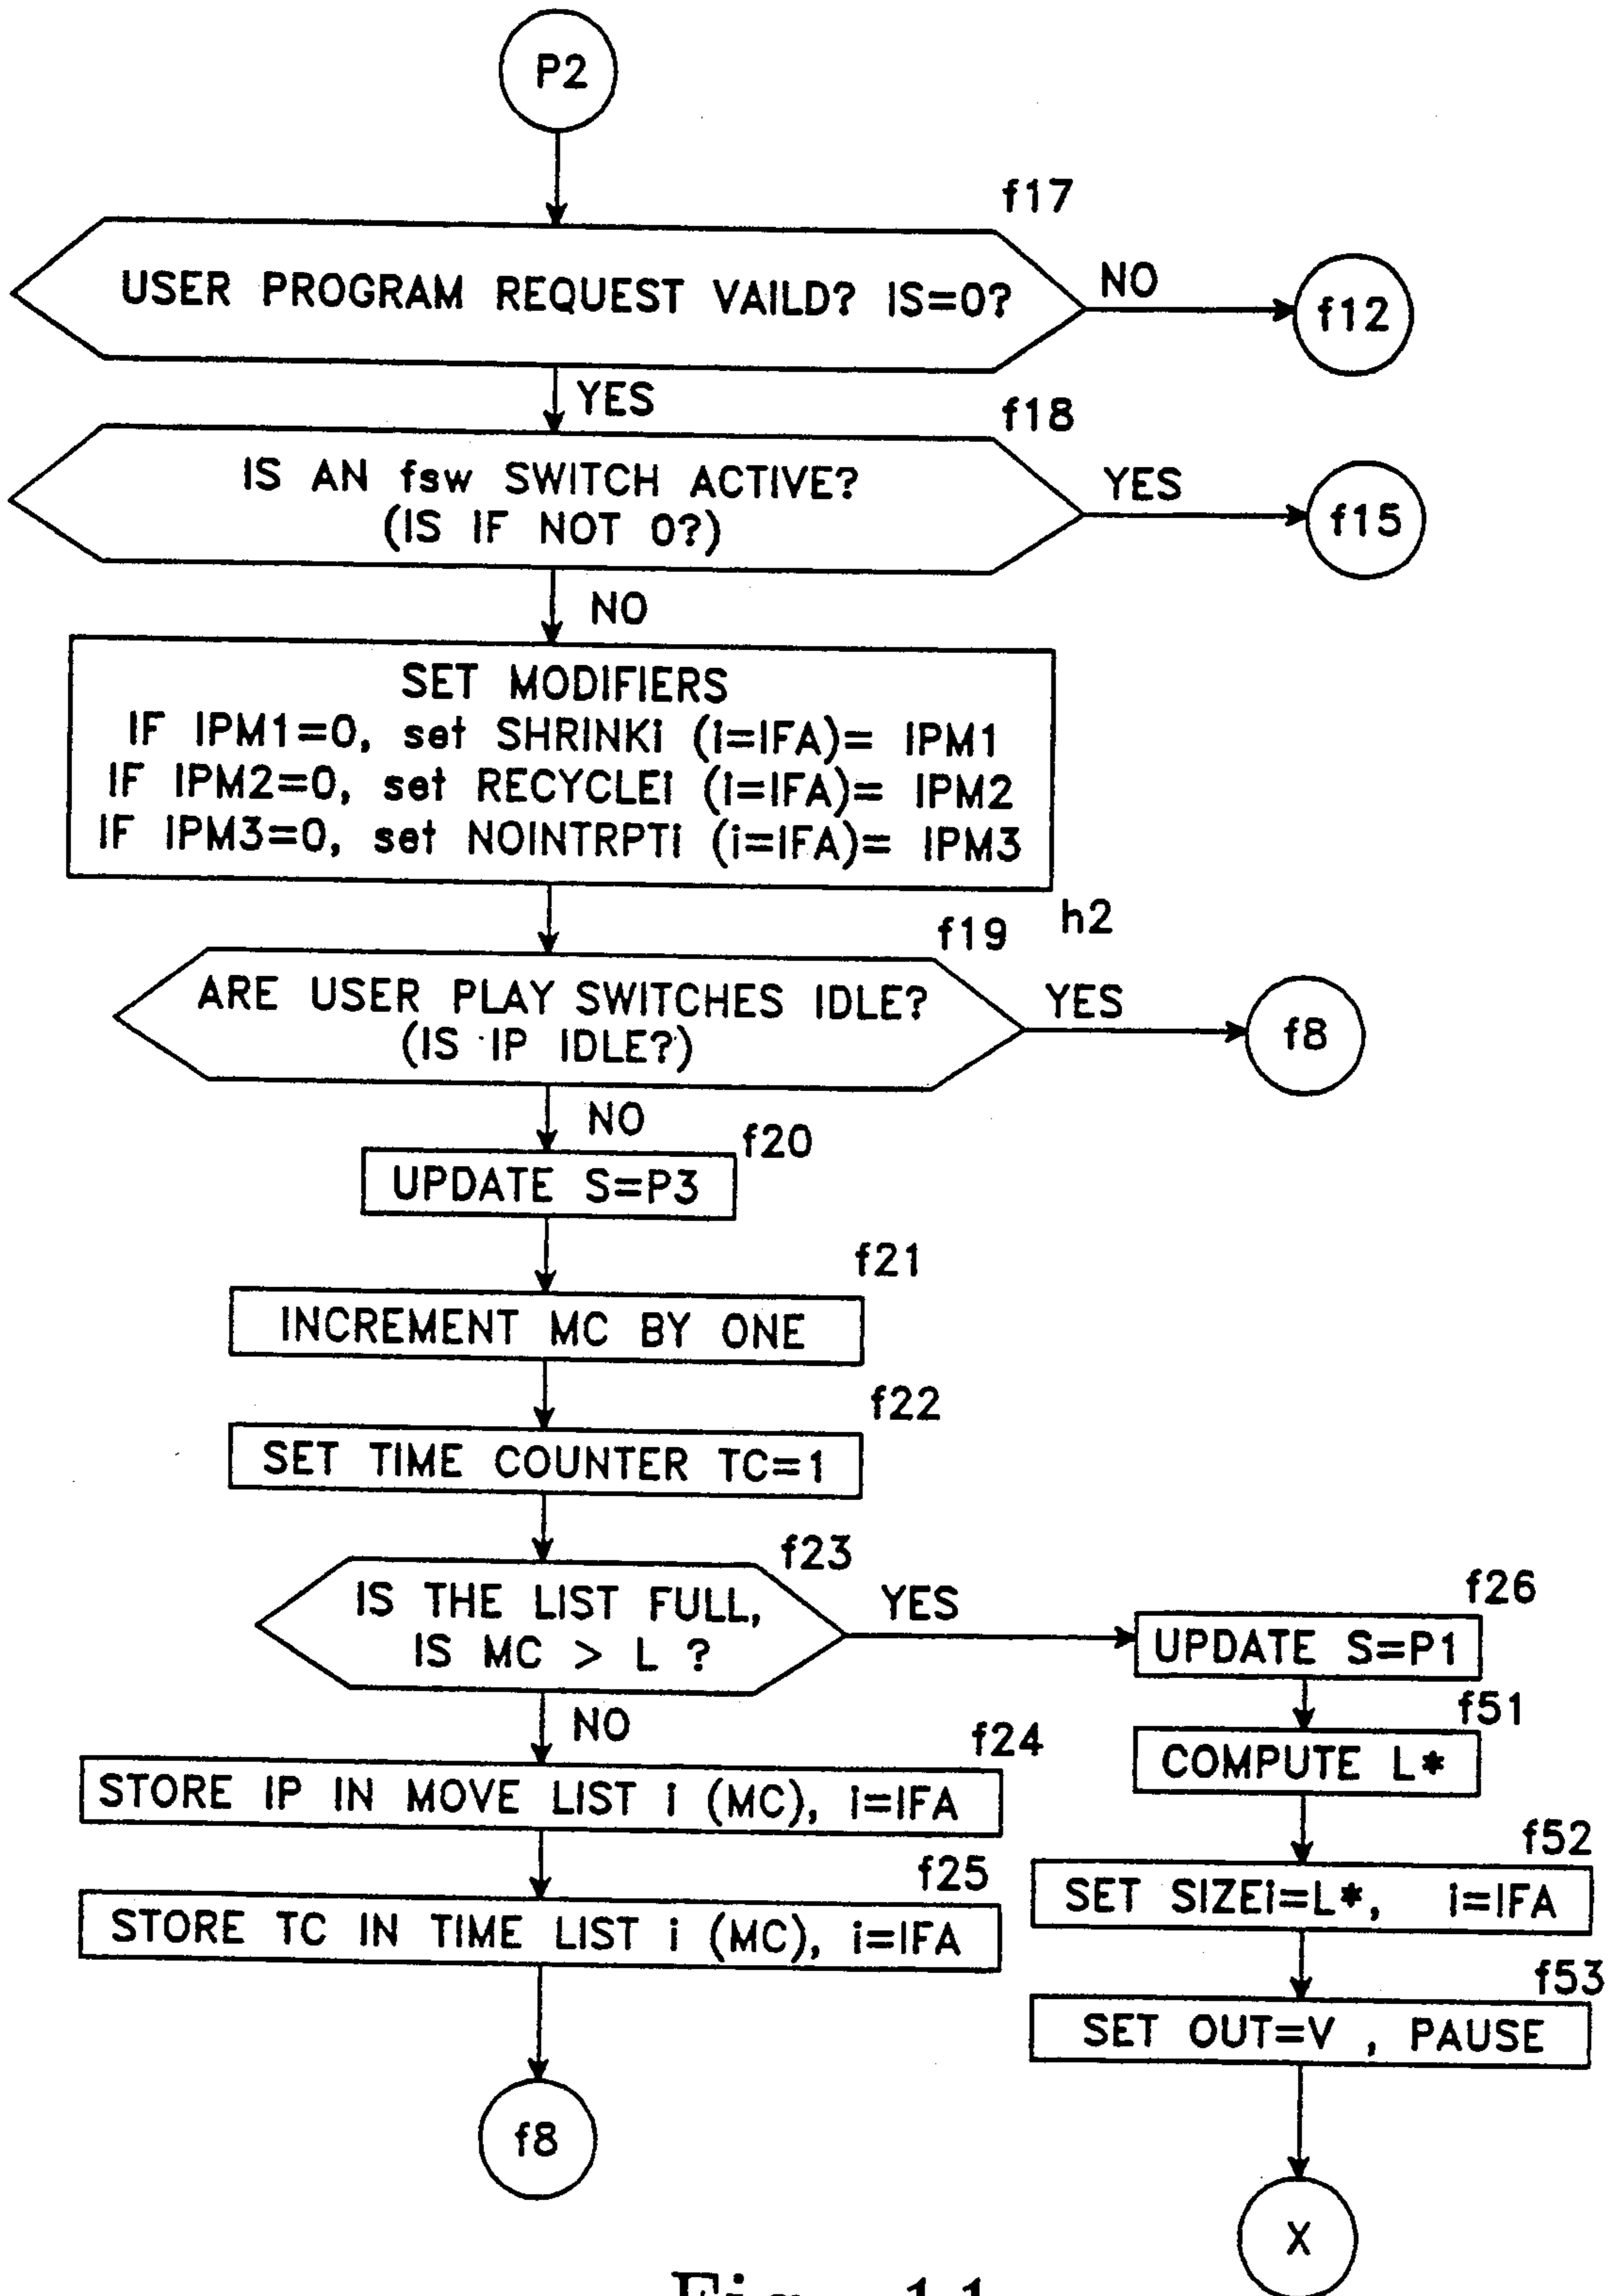 P2
f17
USER PROGRAM REQUEST VAILD? IS=0?
NO
f12
YES
f18
IS AN fsw SWITCH ACTIVE?
(IS IF NOT 0?)
YES
f15
NO
SET MODIFIERS
IF IPM1=0, set SHRINKi (i=IFA)= IPM1
IF IPM2=0, set RECYCLEi (i=IFA)= IPM2
IF IPM3=0, set NOINTRPTi (i=IFA)= IPM3
h2
f19
ARE USER PLAY SWITCHES IDLE?
(IS IP IDLE?)
YES
f8
NO
f20
UPDATE S=P3
f21
INCREMENT MC BY ONE
f22
SET TIME COUNTER TC=1
f23
IS THE LIST FULL,
IS MC > L ?
YES
f26
UPDATE S=P1
f51
COMPUTE L*
NO
f24
STORE IP IN MOVE LIST i (MC), i=IFA
f52
SET SIZEi=L*, i=IFA
f25
STORE TC IN TIME LIST i (MC), i=IFA
f53
SET OUT=V , PAUSE
f8
X
Fig. 11